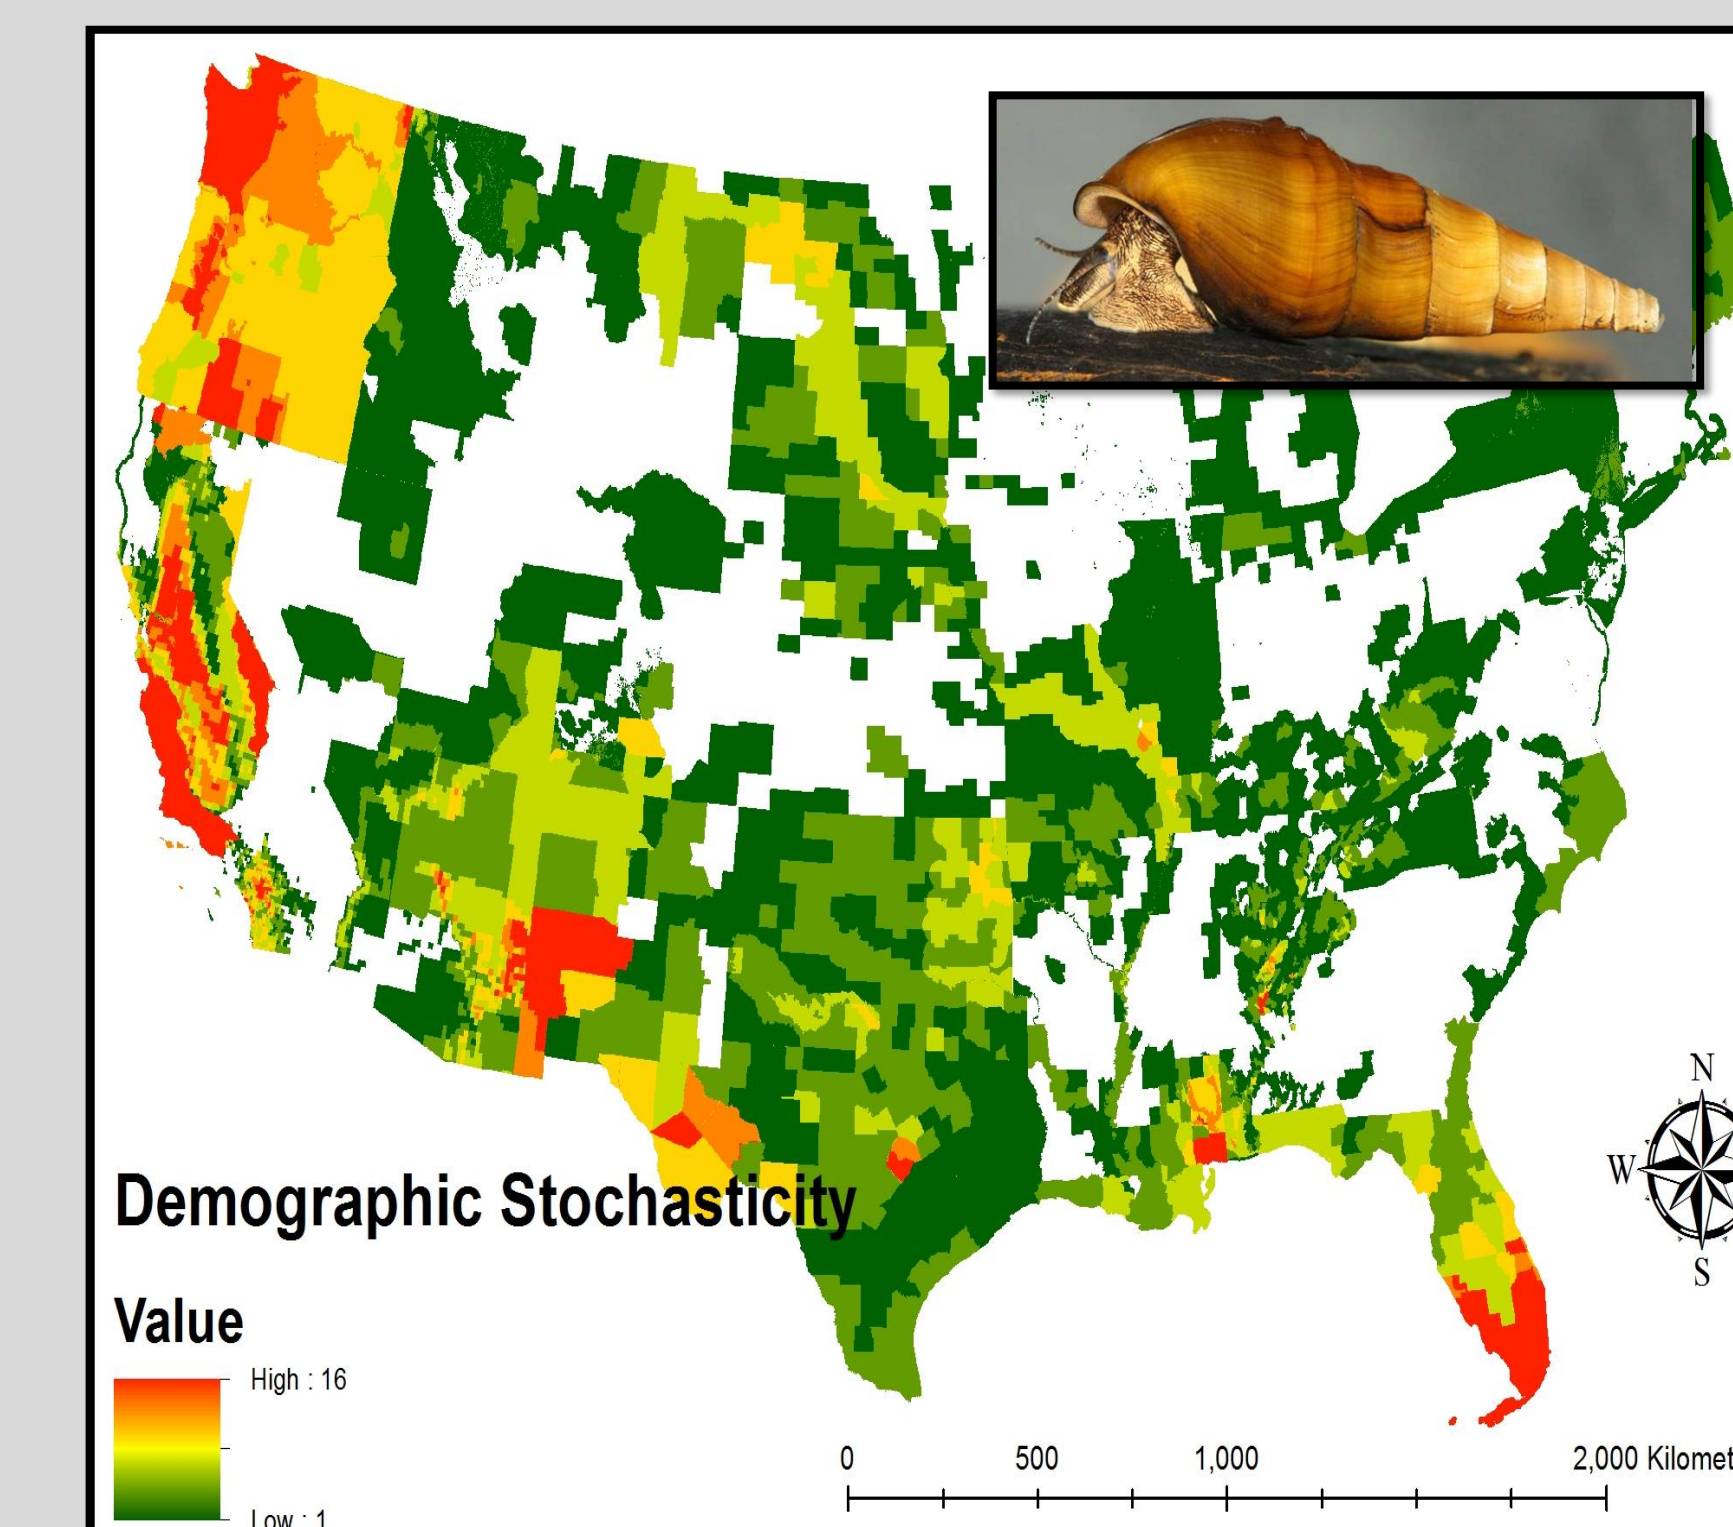 N
W
S
Demographic Stochasticity
Value
High : 16
Low : 1
0 500 1,000 2,000 Kilomet